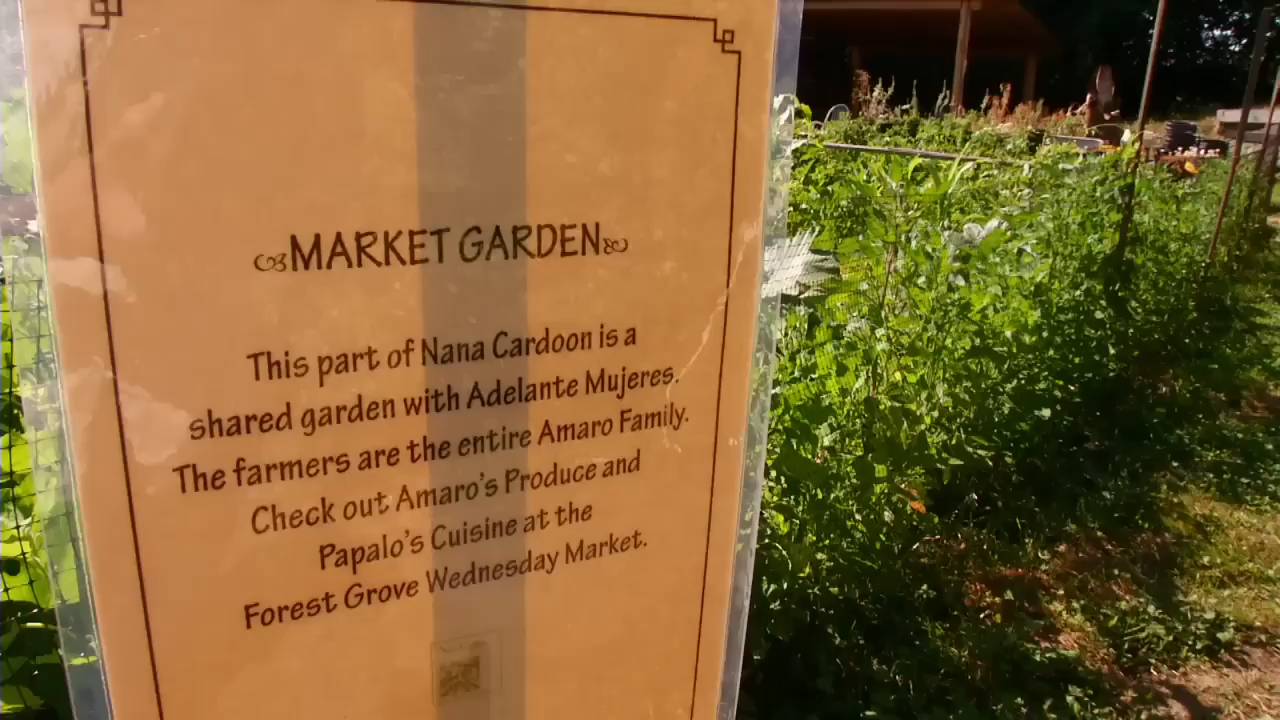 MARKET GARDEN
This part of Nana Cardoon is a
shared garden with Adelante Mujeres.
The farmers are the entire Amaro Family.
Check out Amaro's Produce and
Papalo's Cuisine at the
Forest Grove Wednesday Market.